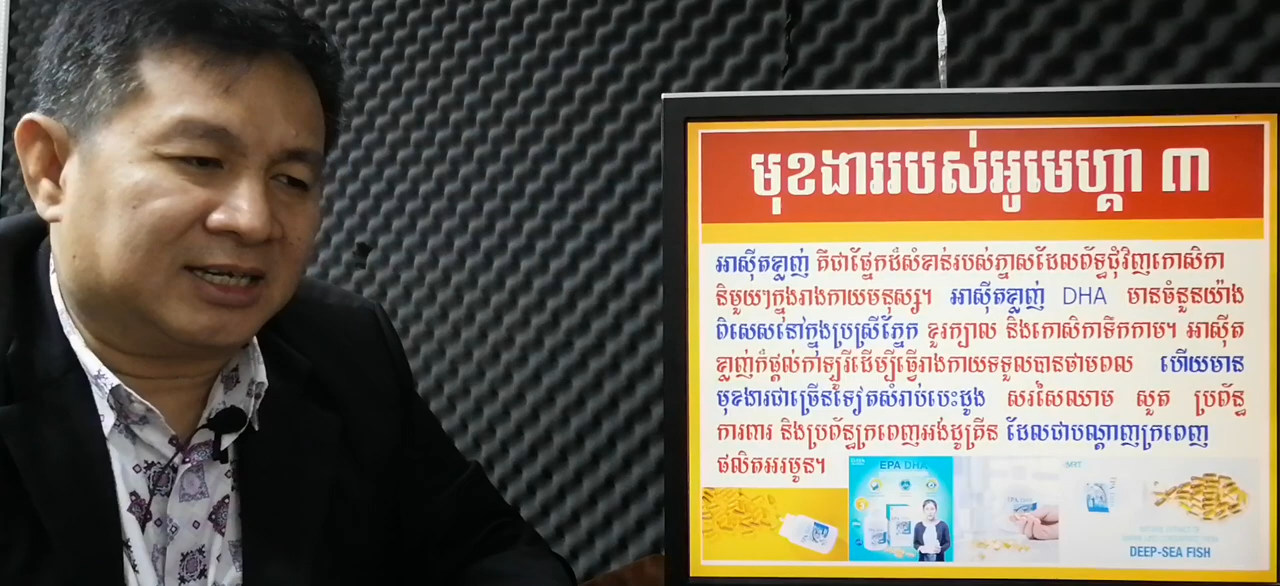 មុខងាររបស់អូមេហ្គា ៣
អាស៊ីតខ្លាញ់ គឺជាផ្នែកដ៏សំខាន់របស់ភ្នាសដែលព័ទ្ធជុំវិញកោសិកា
និមួយៗក្នុងរាងកាយមនុស្ស។ អាស៊ីតខ្លាញ់ DHA មានចំនួនយ៉ាង
ពិសេសនៅក្នុងប្រស្រីភ្នែក ខួរក្បាល និងកោសិកាទឹកកាម។ អាស៊ីត
ខ្លាញ់ក៏ផ្តល់កាឡូរីដើម្បីធ្វើរាងកាយទទួលបានថាមពល ហើយមាន
មុខងារជាច្រើនទៀតសំរាប់បេះដូង សរសៃឈាម សួត ប្រព័ន្ធ
ការពារ និងប្រព័ន្ធក្រពេញអង់ដូគ្រីន ដែលជាបណ្តាញក្រពេញ
ផលិតអរម៉ូន។
EPA DHA
DEEP-SEA FISH